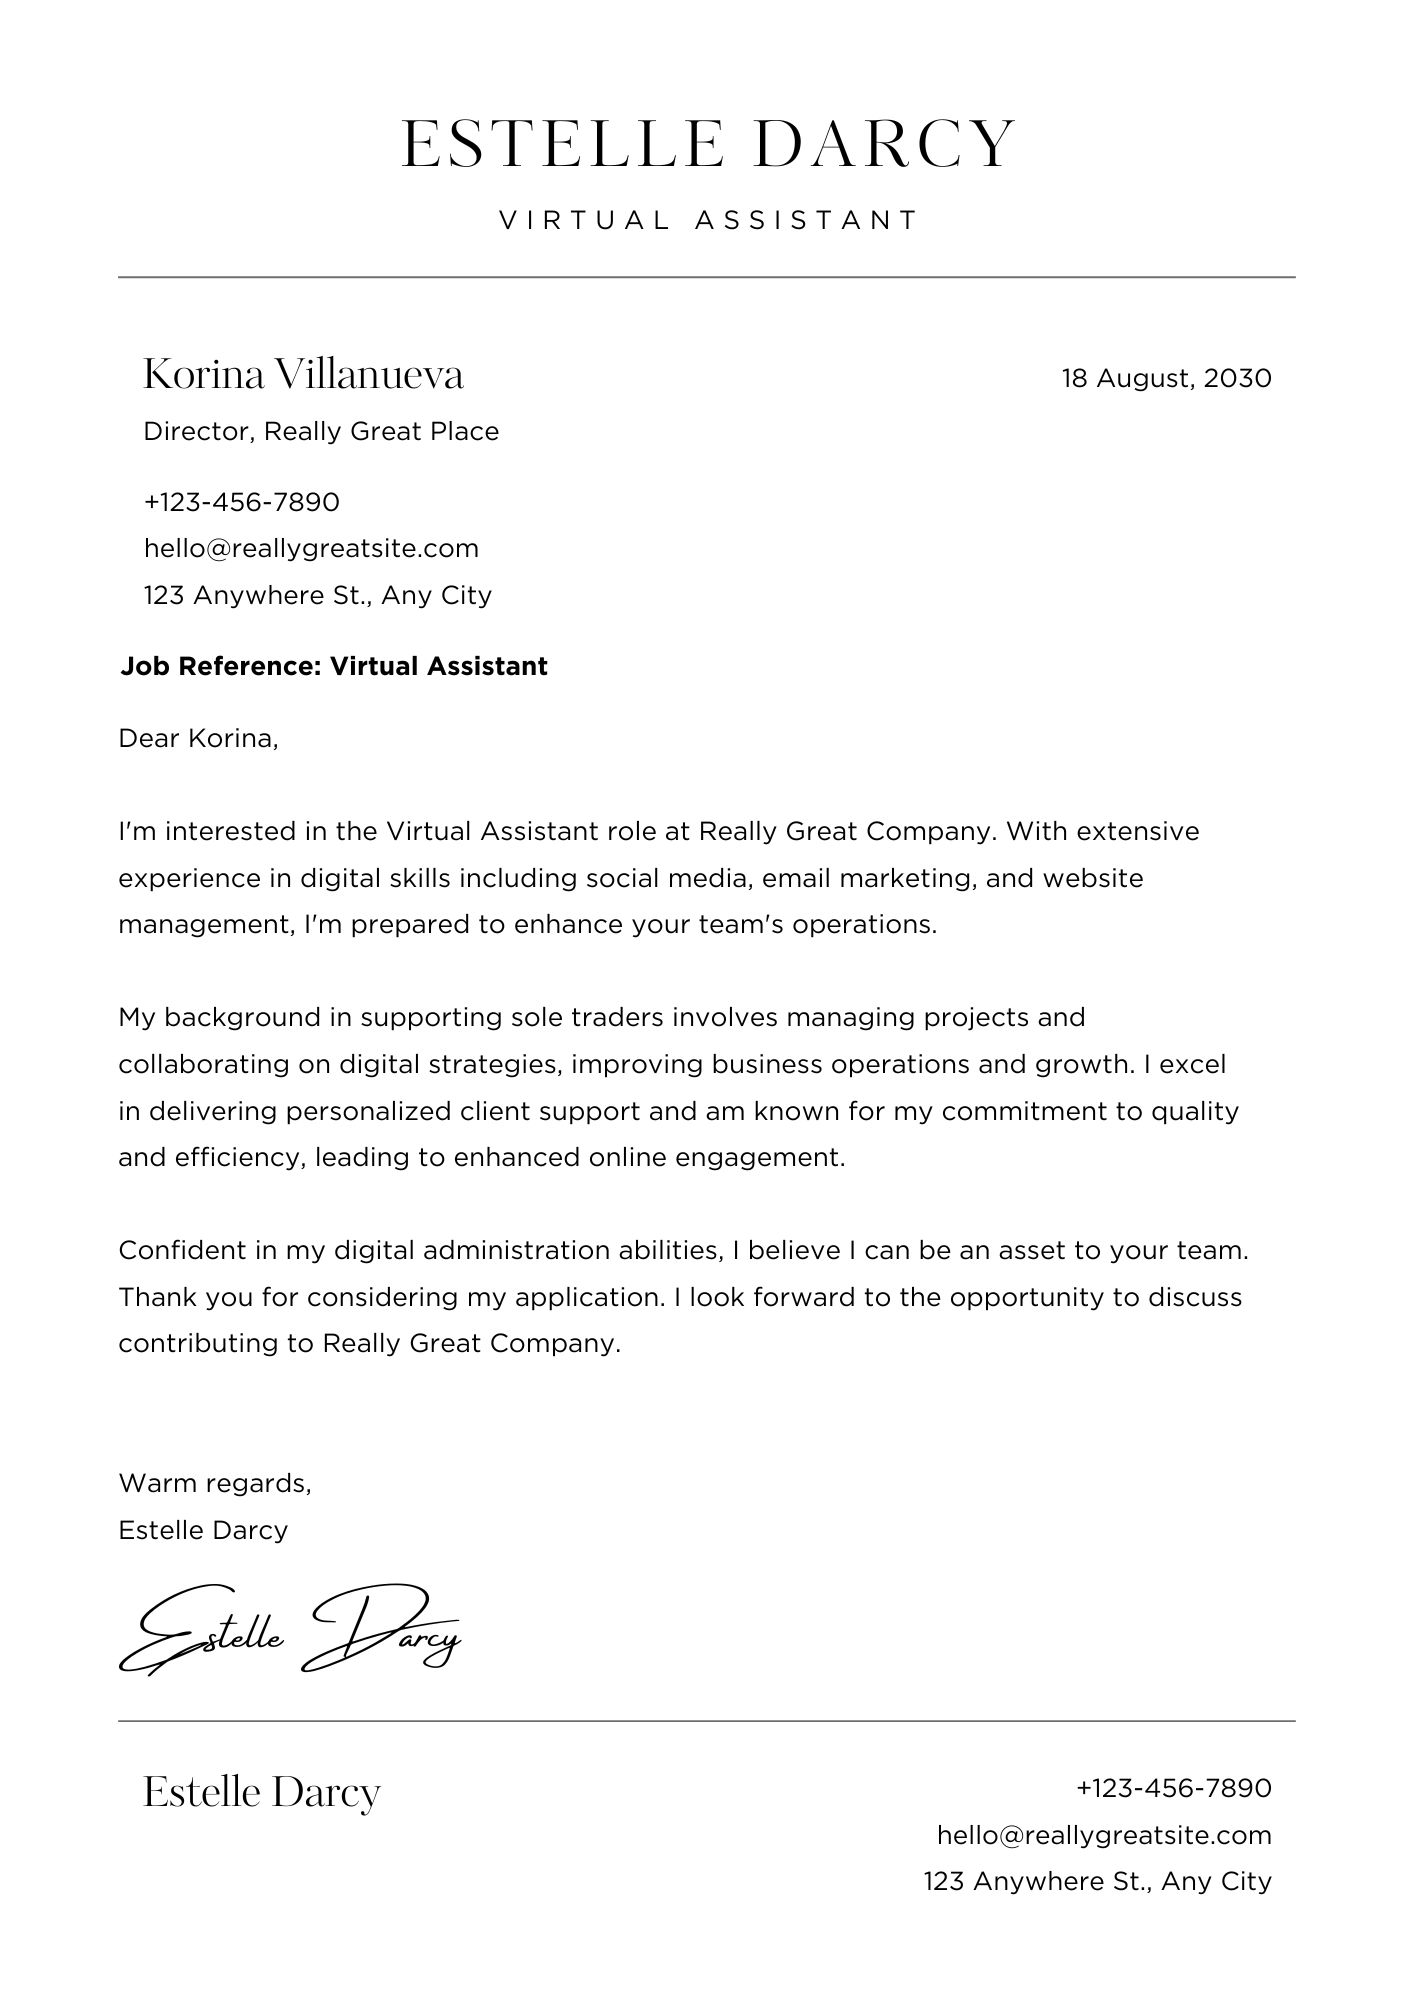 ESTELLE DARCY
VIRTUAL ASSISTANT
Korina Villanueva
18 August, 2030
Director, Really Great Place
+123-456-7890
hello@reallygreatsite.com
123 Anywhere St., Any City
Job Reference: Virtual Assistant
Dear Korina,
I'm interested in the Virtual Assistant role at Really Great Company. With extensive
experience in digital skills including social media, email marketing, and website
management, I'm prepared to enhance your team's operations.
My background in supporting sole traders involves managing projects and
collaborating on digital strategies, improving business operations and growth. I excel
in delivering personalized client support and am known for my commitment to quality
and efficiency, leading to enhanced online engagement.
Confident in my digital administration abilities, I believe I can be an asset to your team.
Thank you for considering my application. I look forward to the opportunity to discuss
contributing to Really Great Company.
Warm regards,
Estelle Darcy
Estelle Darcy
Estelle Darcy
+123-456-7890
hello@reallygreatsite.com
123 Anywhere St., Any City